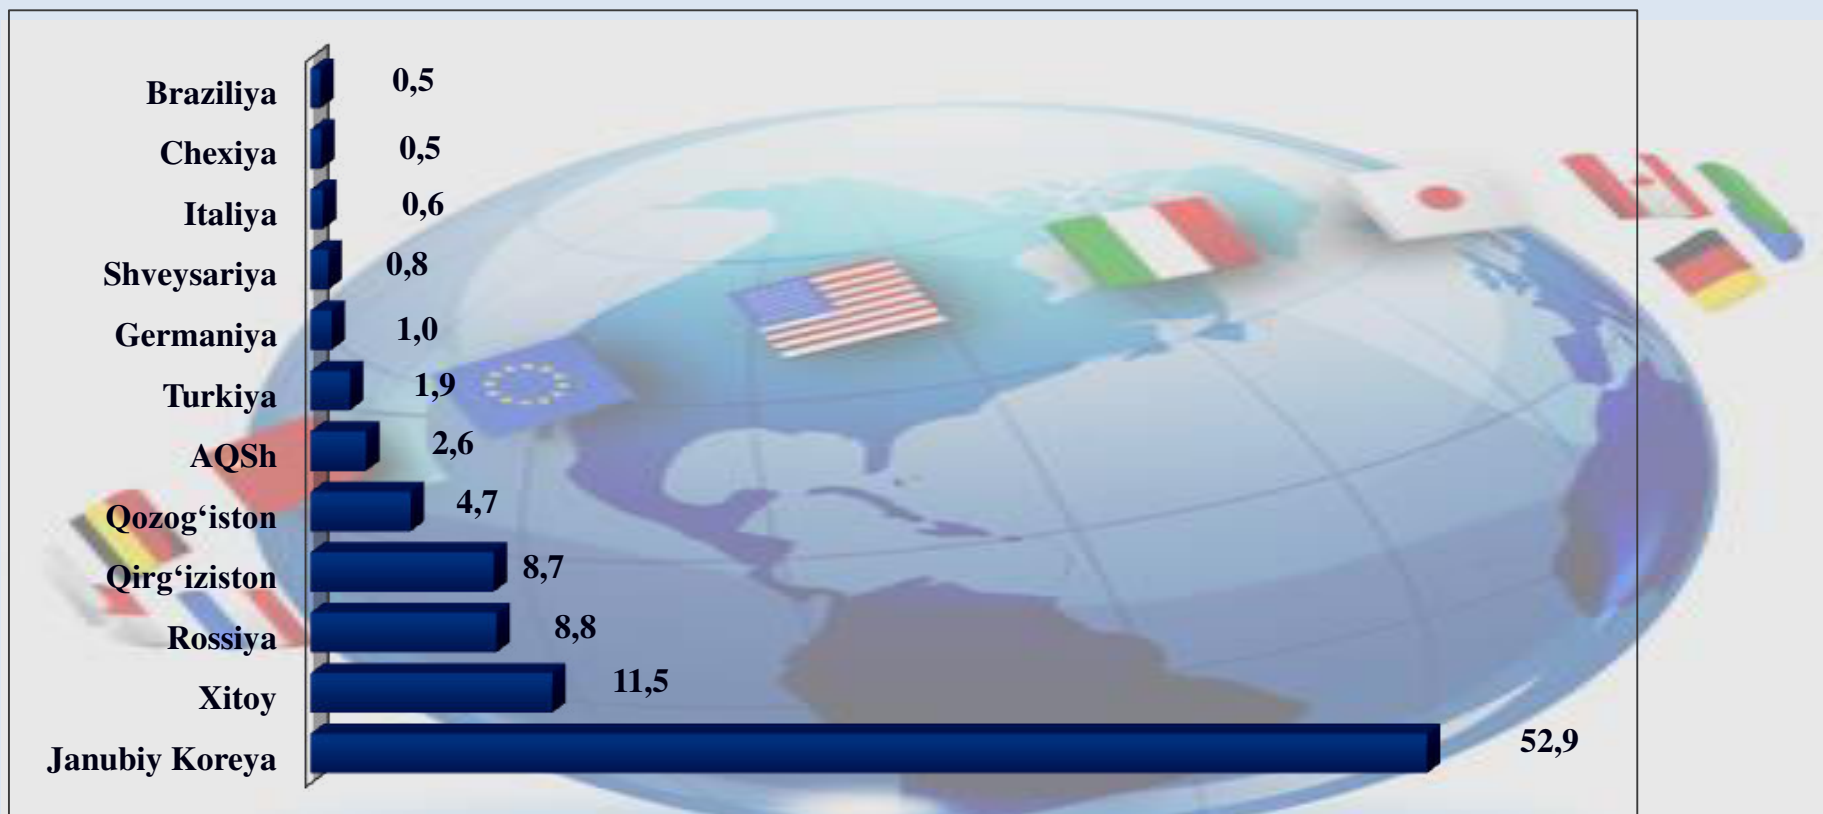 Braziliya 0,5
Chexiya 0,5
Italiya 0,6
Shveysariya 0,8
Germaniya 1,0
Turkiya 1,9
AQSh 2,6
Qozog‘iston 4,7
Qirg‘iziston 8,7
Rossiya 8,8
Xitoy 11,5
Janubiy Koreya 52,9